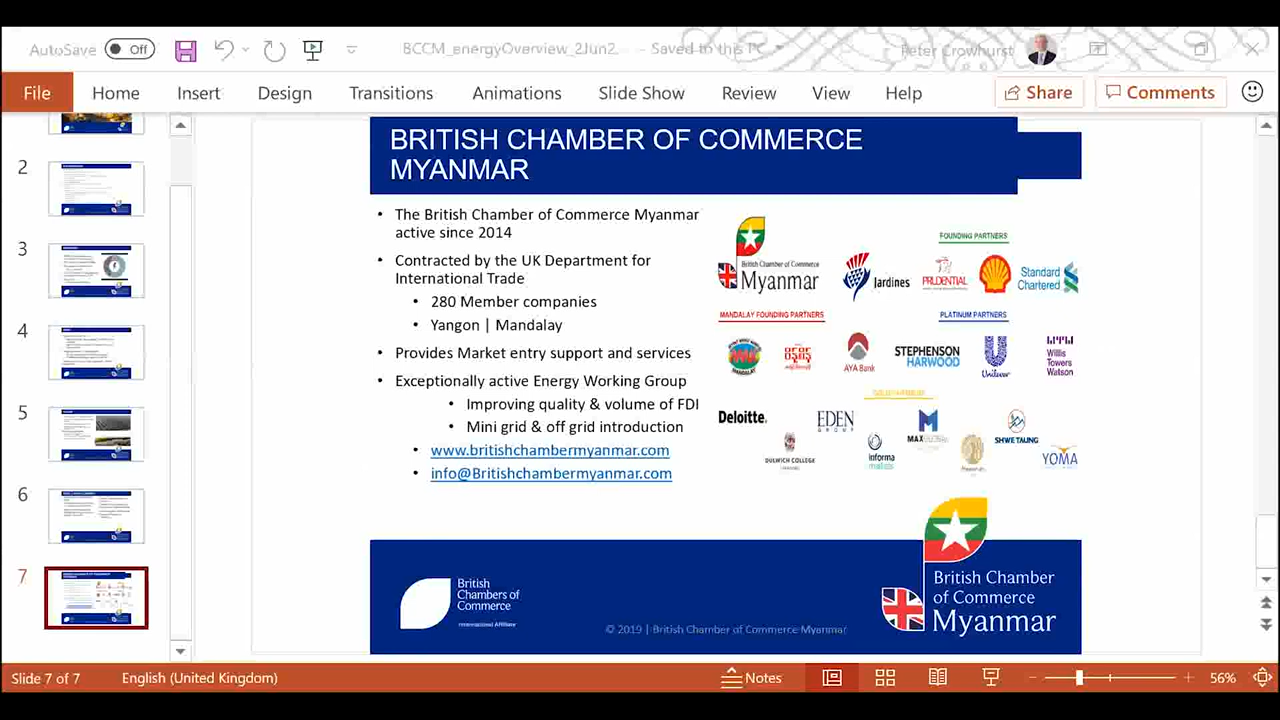 AutoSave
Off
BCCM_energyOverview_2Jun2...
- Saved to this PC
Peter Crowhurst
File
Home
Insert
Design
Transitions
Animations
Slide Show
Review
View
Help
Share
Comments
2
3
4
5
6
7
BRITISH CHAMBER OF COMMERCE
MYANMAR
• The British Chamber of Commerce Myanmar
active since 2014
• Contracted by the UK Department for
International Trade
• 280 Member companies
• Yangon | Mandalay
• Provides Market entry support and services
• Exceptionally active Energy Working Group
• Improving quality & volume of FDI
• Mini grid & off grid introduction
• www.britishchambermyanmar.com
• info@Britishchambermyanmar.com
British Chamber of Commerce
Myanmar
FOUNDING PARTNERS
Jardines
PRUDENTIAL
Standard
Chartered
MANDALAY FOUNDING PARTNERS
PLATINUM PARTNERS
MANDALAY
AYA Bank
STEPHENSON
HARWOOD
Unilever
Willis
Towers
Watson
Deloitte.
EDEN
GROUP
MAX
SHWE TAUNG
DULWICH COLLEGE
informa
markets
YOMA
British
Chambers of
Commerce
International Affiliate
© 2019 | British Chamber of Commerce Myanmar
British Chamber
of Commerce
Myanmar
Slide 7 of 7
English (United Kingdom)
Notes
56%